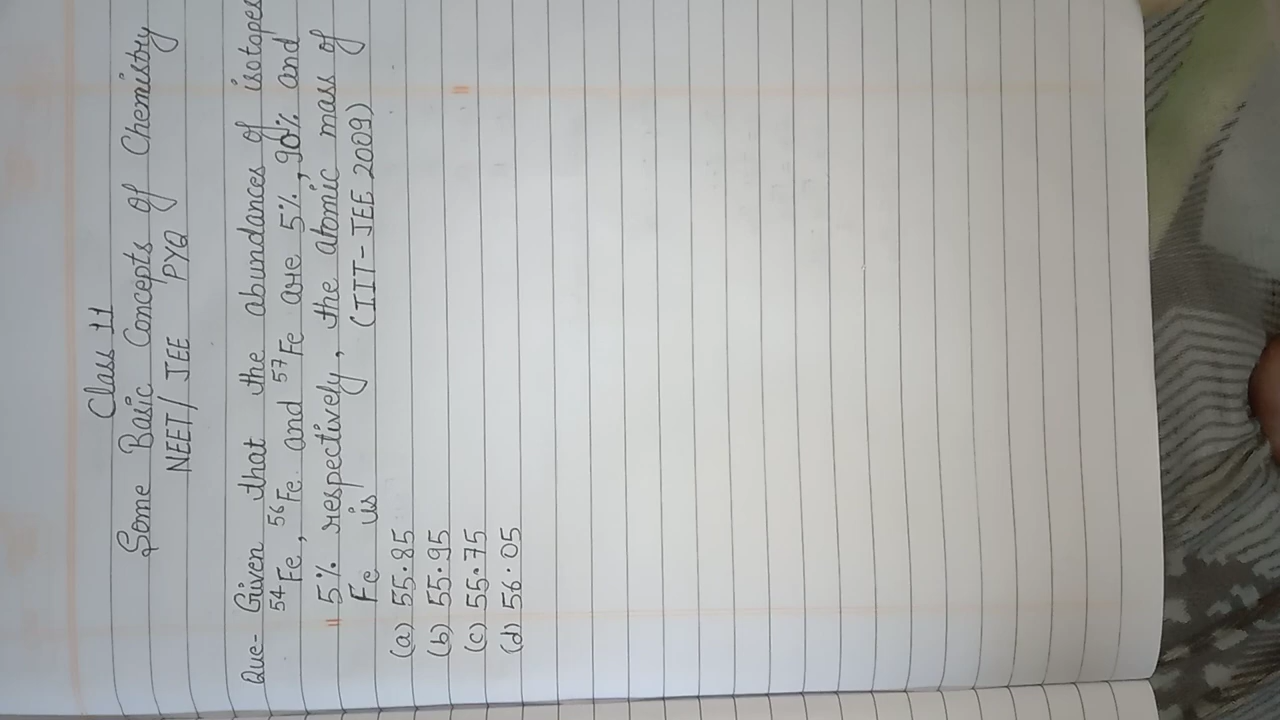 Class 11
Some Basic Concepts of Chemistry
NEET/ JEE PYQ
Que- Given that the abundances of isotopes
⁵⁴Fe, ⁵⁶Fe and ⁵⁷Fe are 5%, 90% and
5% respectively, the atomic mass of
Fe is (IIT-JEE 2009)
(a) 55.85
(b) 55.95
(c) 55.75
(d) 56.05